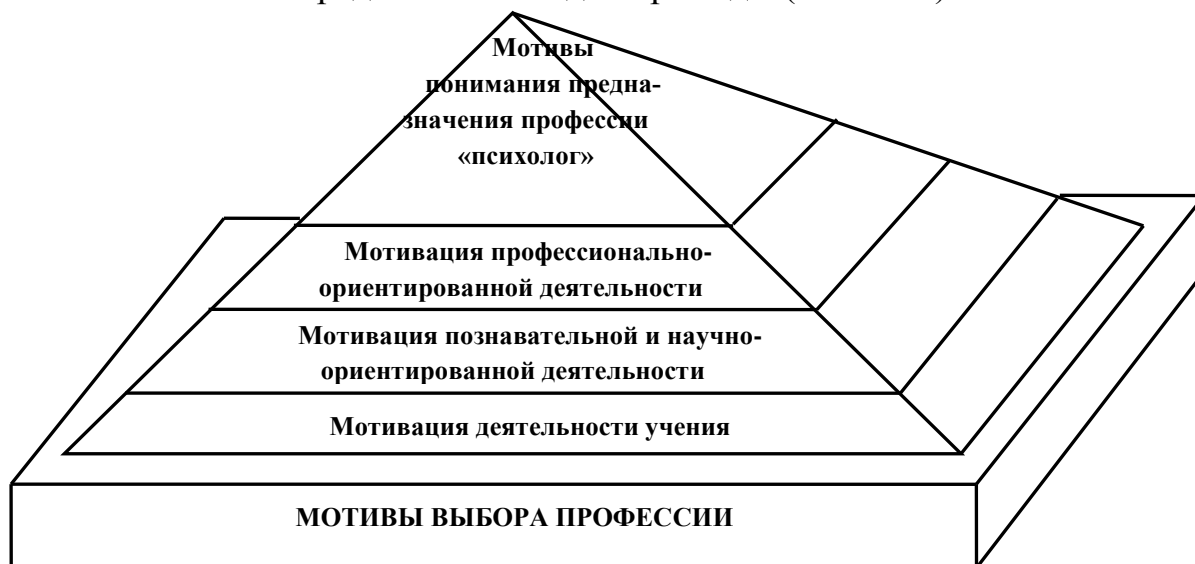 Мотивы
понимания предна-
значения профессии
«психолог»
Мотивация профессионально-
ориентированной деятельности
Мотивация познавательной и научно-
ориентированной деятельности
Мотивация деятельности учения
МОТИВЫ ВЫБОРА ПРОФЕССИИ